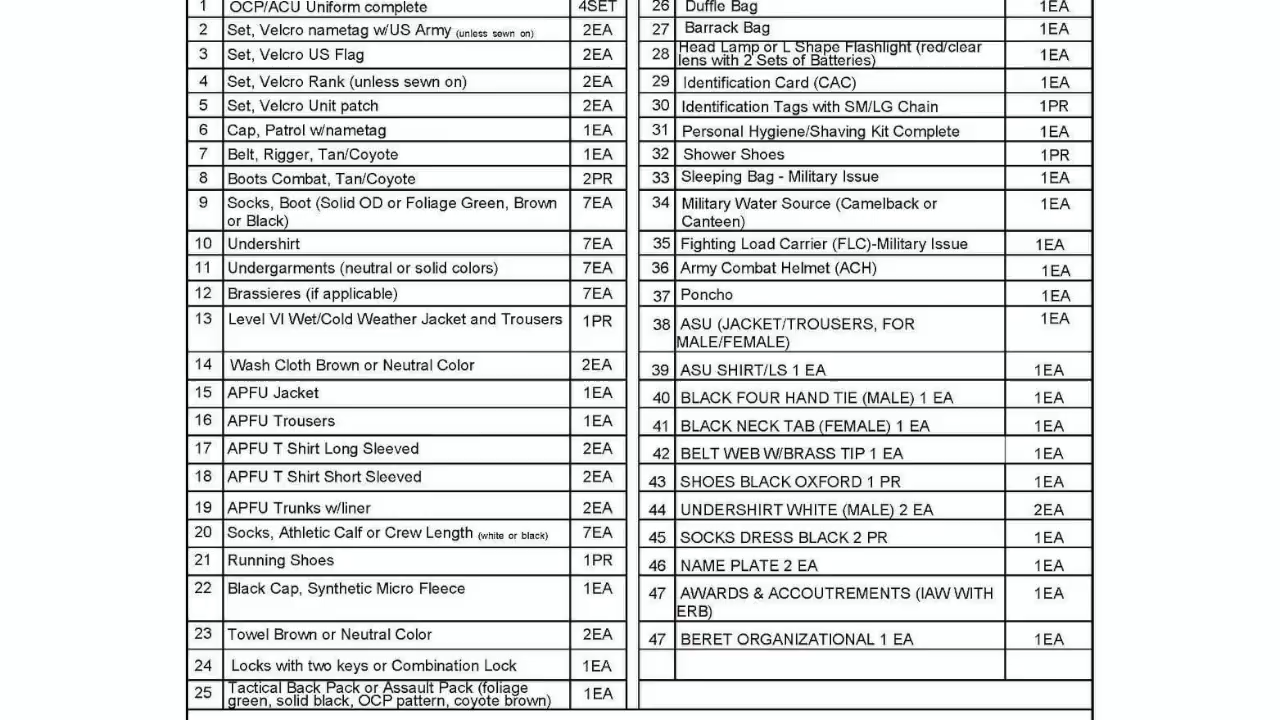 1 OCP/ACU Uniform complete 4SET
2 Set, Velcro nametag w/US Army (unless sewn on) 2EA
3 Set, Velcro US Flag 2EA
4 Set, Velcro Rank (unless sewn on) 2EA
5 Set, Velcro Unit patch 2EA
6 Cap, Patrol w/nametag 1EA
7 Belt, Rigger, Tan/Coyote 1EA
8 Boots Combat, Tan/Coyote 2PR
9 Socks, Boot (Solid OD or Foliage Green, Brown 7EA
or Black)
10 Undershirt 7EA
11 Undergarments (neutral or solid colors) 7EA
12 Brassieres (if applicable) 7EA
13 Level VI Wet/Cold Weather Jacket and Trousers 1PR
14 Wash Cloth Brown or Neutral Color 2EA
15 APFU Jacket 1EA
16 APFU Trousers 1EA
17 APFU T Shirt Long Sleeved 2EA
18 APFU T Shirt Short Sleeved 2EA
19 APFU Trunks w/liner 2EA
20 Socks, Athletic Calf or Crew Length (white or black) 7EA
21 Running Shoes 1PR
22 Black Cap, Synthetic Micro Fleece 1EA
23 Towel Brown or Neutral Color 2EA
24 Locks with two keys or Combination Lock 1EA
25 Tactical Back Pack or Assault Pack (foliage 1EA
green, solid black, OCP pattern, coyote brown)
26 Duffle Bag 1EA
27 Barrack Bag 1EA
28 Head Lamp or L Shape Flashlight (red/clear 1EA
lens with 2 Sets of Batteries)
29 Identification Card (CAC) 1EA
30 Identification Tags with SM/LG Chain 1PR
31 Personal Hygiene/Shaving Kit Complete 1EA
32 Shower Shoes 1PR
33 Sleeping Bag - Military Issue 1EA
34 Military Water Source (Camelback or 1EA
Canteen)
35 Fighting Load Carrier (FLC)-Military Issue 1EA
36 Army Combat Helmet (ACH) 1EA
37 Poncho 1EA
38 ASU (JACKET/TROUSERS, FOR 1EA
MALE/FEMALE)
39 ASU SHIRT/LS 1 EA 1EA
40 BLACK FOUR HAND TIE (MALE) 1 EA 1EA
41 BLACK NECK TAB (FEMALE) 1 EA 1EA
42 BELT WEB W/BRASS TIP 1 EA 1EA
43 SHOES BLACK OXFORD 1 PR 1EA
44 UNDERSHIRT WHITE (MALE) 2 EA 2EA
45 SOCKS DRESS BLACK 2 PR 1EA
46 NAME PLATE 2 EA 1EA
47 AWARDS & ACCOUTREMENTS (IAW WITH 1EA
ERB)
47 BERET ORGANIZATIONAL 1 EA 1EA